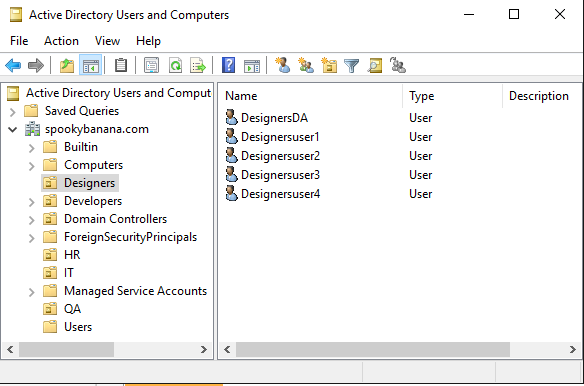 Active Directory Users and Computers
File Action View Help
Active Directory Users and Comput
Saved Queries
spookybanana.com
Builtin
Computers
Designers
Developers
Domain Controllers
ForeignSecurityPrincipals
HR
IT
Managed Service Accounts
QA
Users
Name Type Description
DesignersDA User
Designersuser1 User
Designersuser2 User
Designersuser3 User
Designersuser4 User